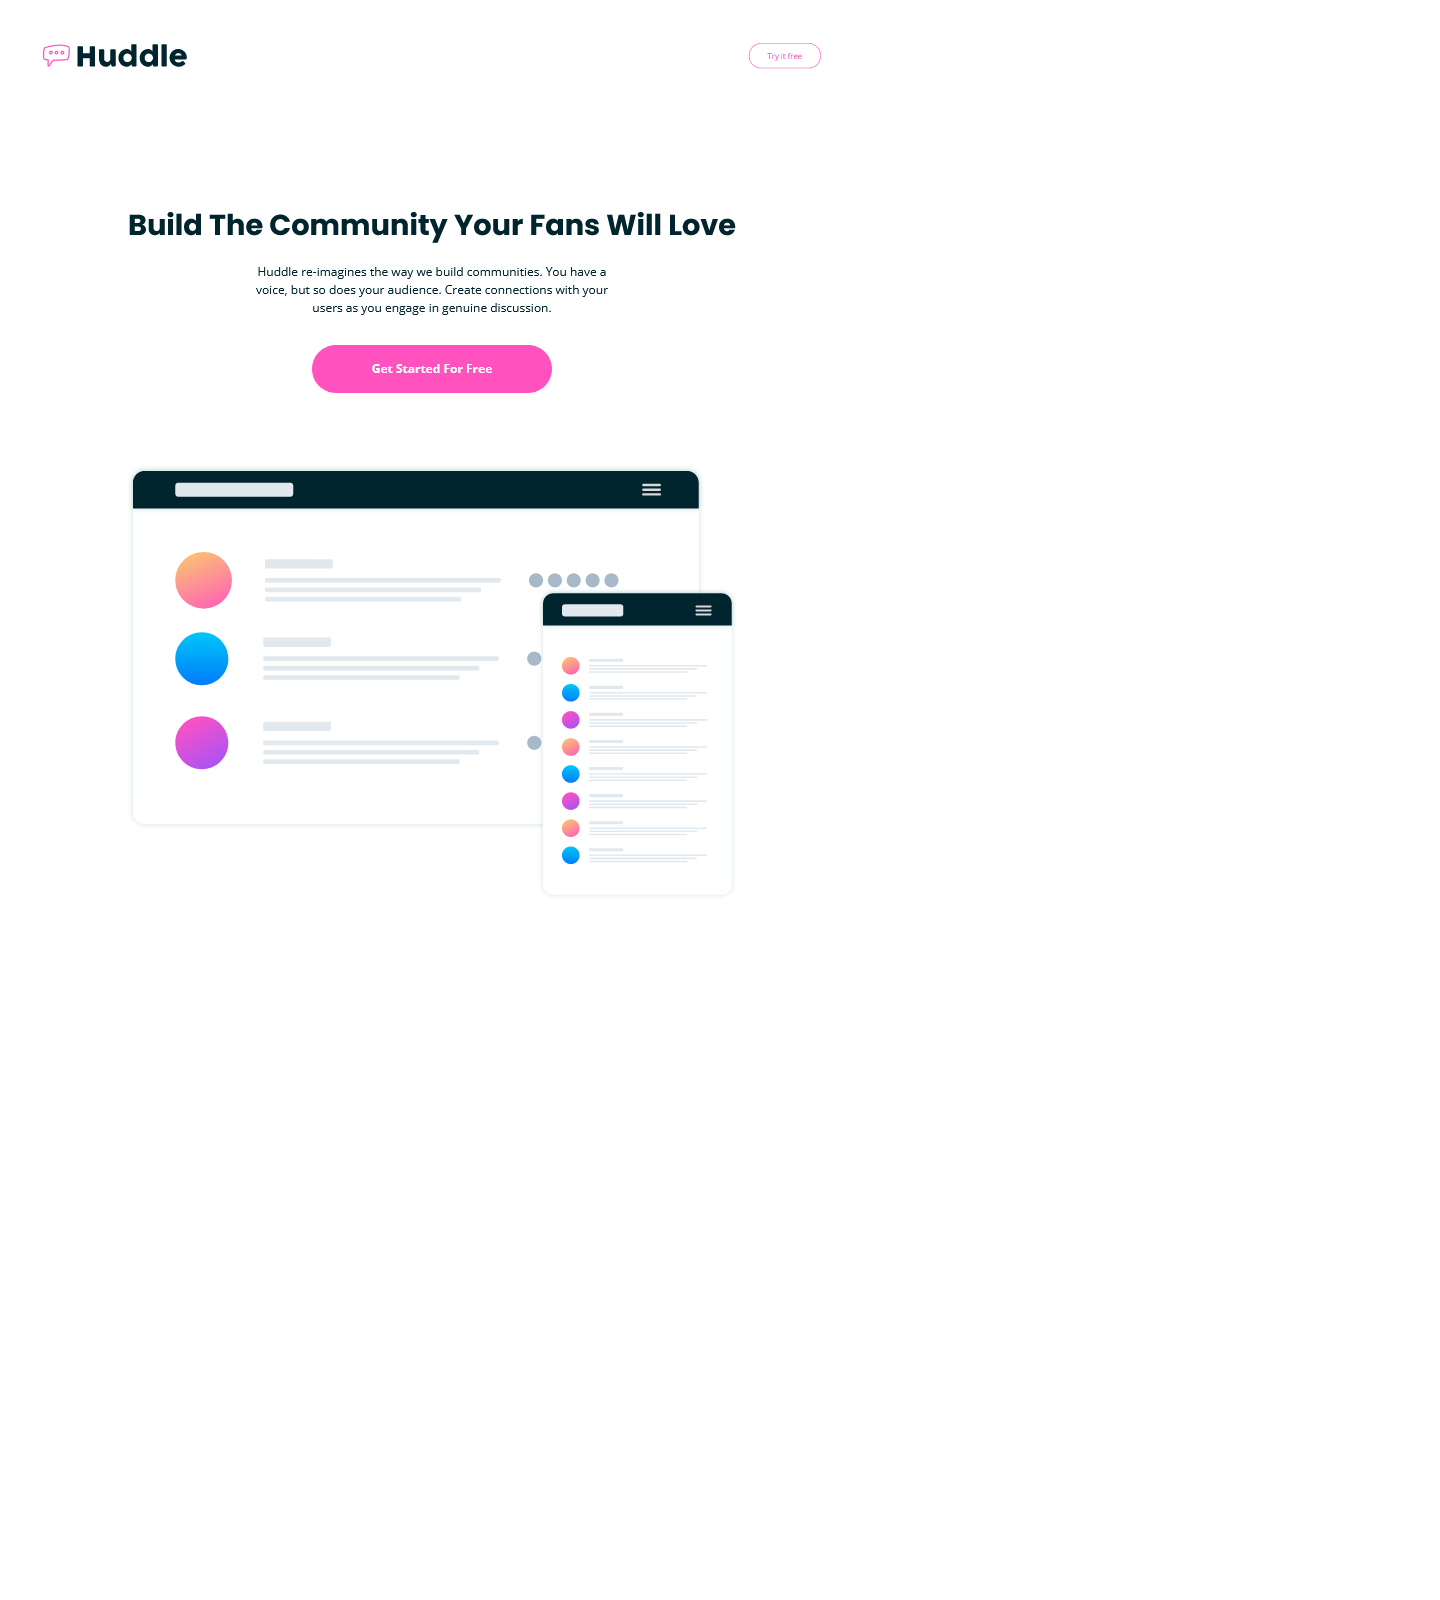 Huddle
Try it free
Build The Community Your Fans Will Love
Huddle re-imagines the way we build communities. You have a
voice, but so does your audience. Create connections with your
users as you engage in genuine discussion.
Get Started For Free